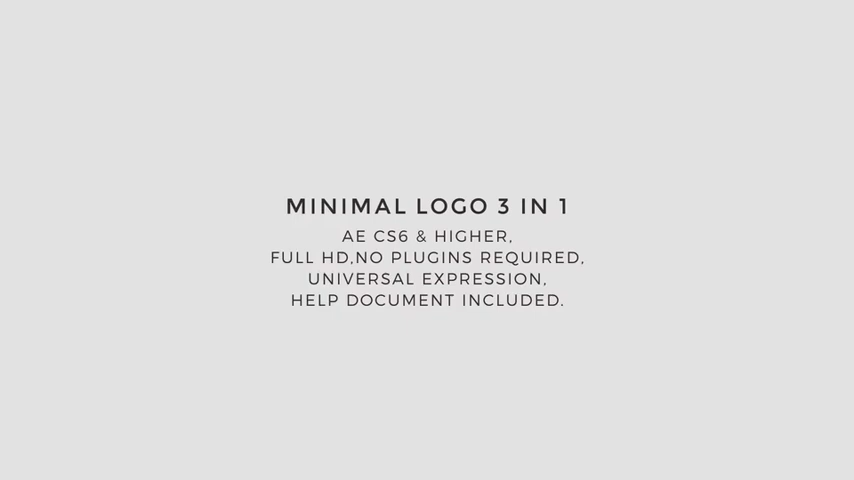 MINIMAL LOGO 3 IN 1
AE CS6 & HIGHER,
FULL HD,NO PLUGINS REQUIRED,
UNIVERSAL EXPRESSION,
HELP DOCUMENT INCLUDED.